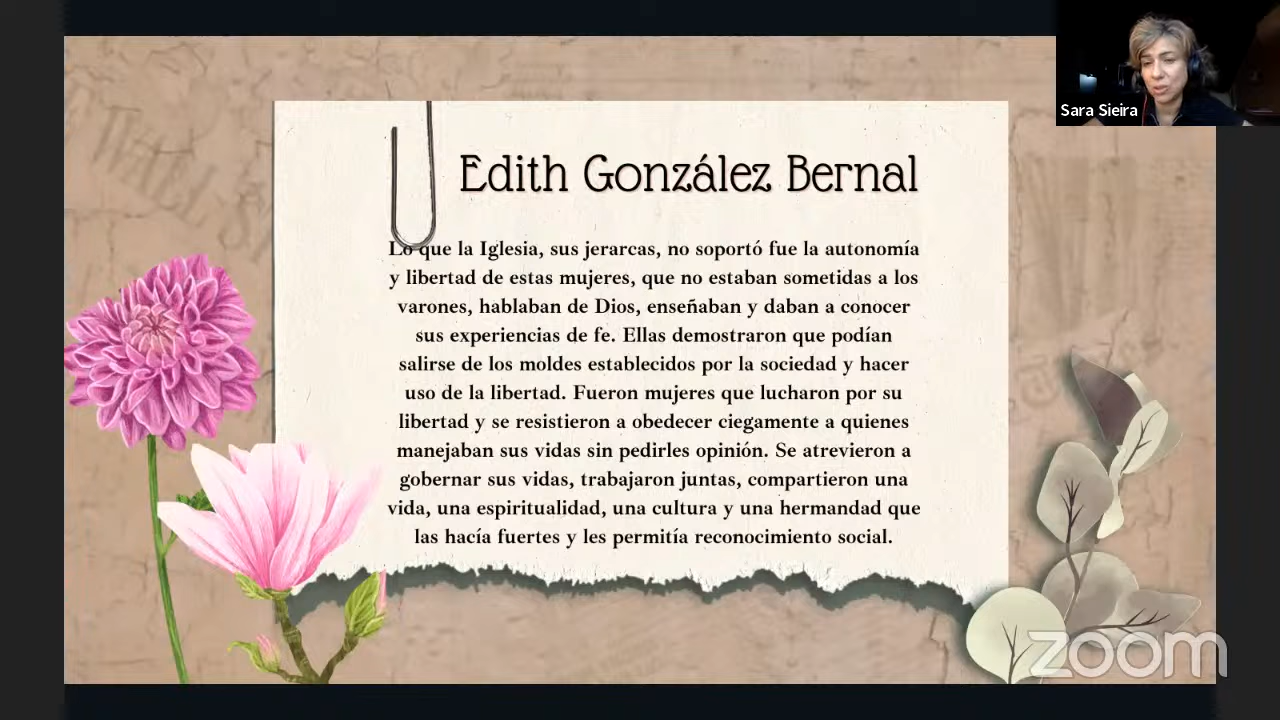 Sara Sieira
Edith González Bernal
Lo que la Iglesia, sus jerarcas, no soportó fue la autonomía
y libertad de estas mujeres, que no estaban sometidas a los
varones, hablaban de Dios, enseñaban y daban a conocer
sus experiencias de fe. Ellas demostraron que podían
salirse de los moldes establecidos por la sociedad y hacer
uso de la libertad. Fueron mujeres que lucharon por su
libertad y se resistieron a obedecer ciegamente a quienes
manejaban sus vidas sin pedirles opinión. Se atrevieron a
gobernar sus vidas, trabajaron juntas, compartieron una
vida, una espiritualidad, una cultura y una hermandad que
las hacía fuertes y les permitía reconocimiento social.
zoom